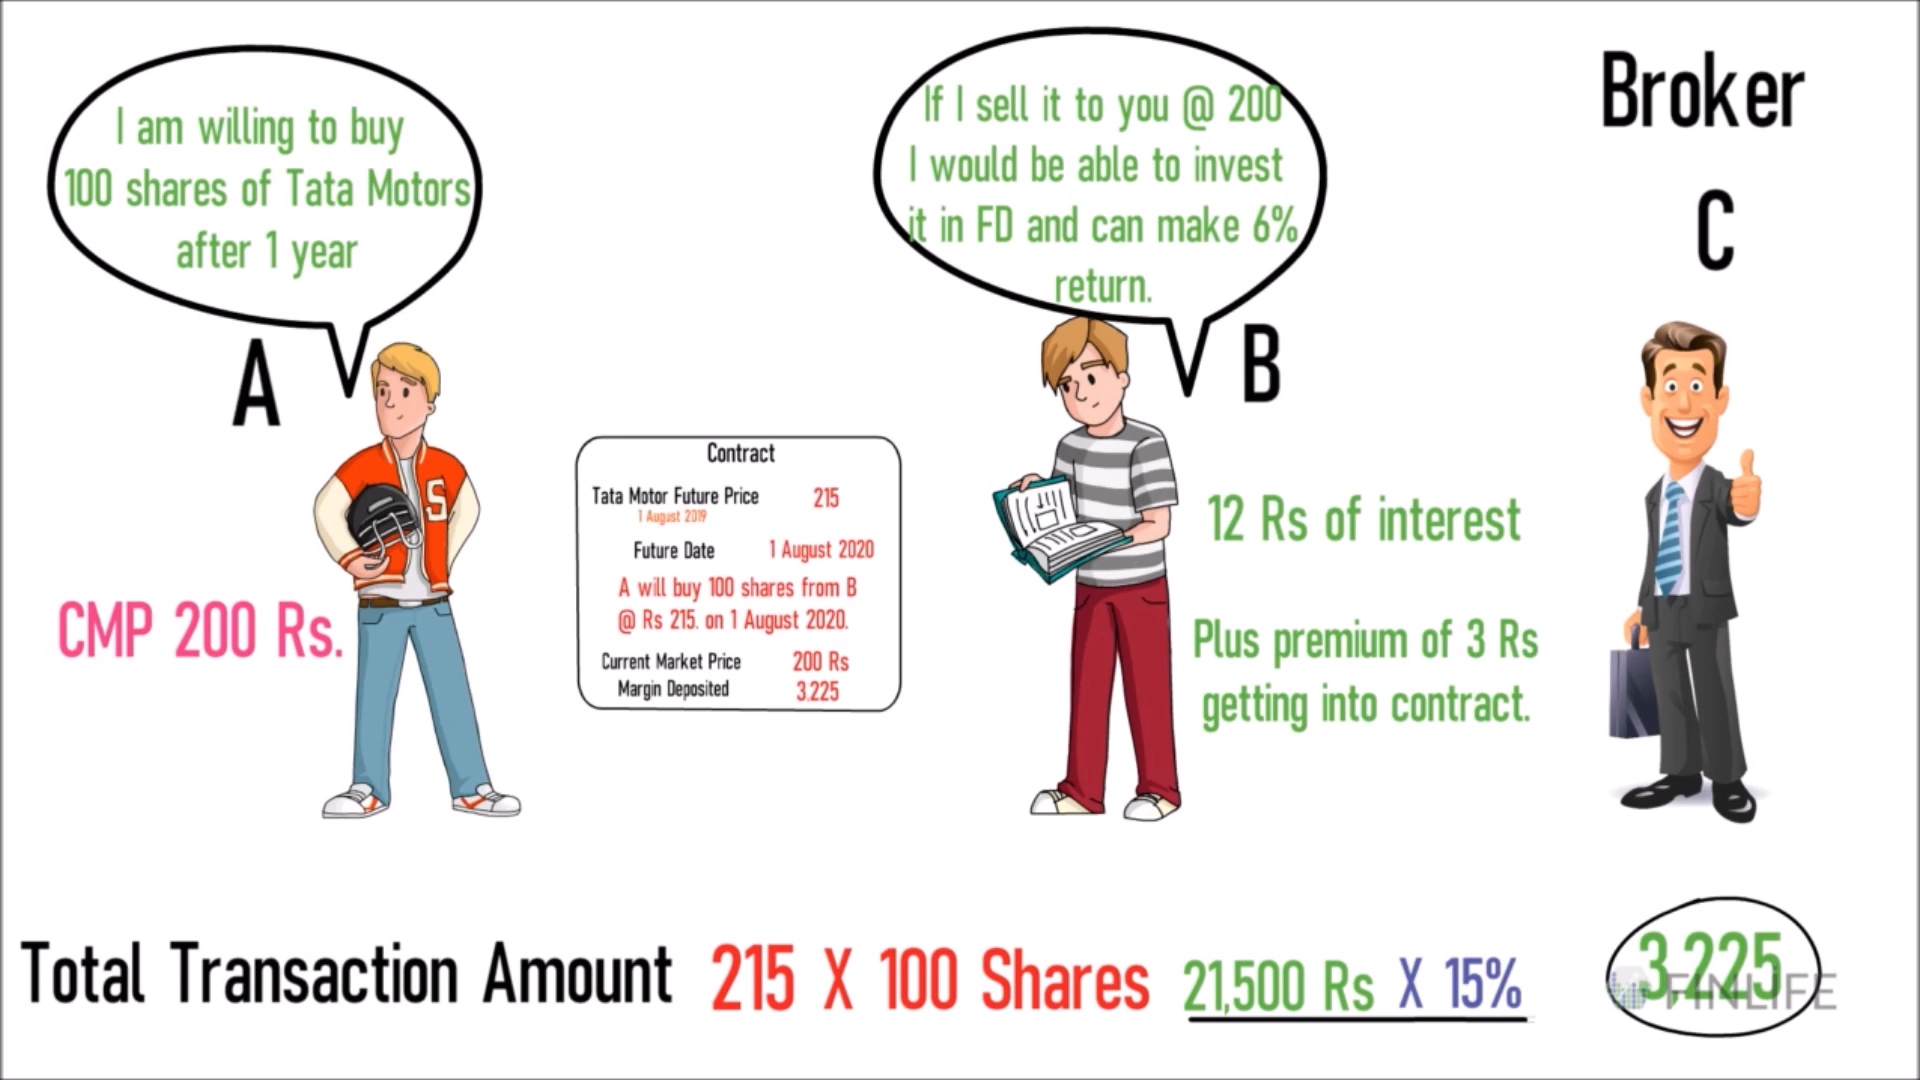 I am willing to buy
100 shares of Tata Motors
after 1 year
If I sell it to you @ 200
I would be able to invest
it in FD and can make 6%
return.
Broker
C
A
B
S
Contract
Tata Motor Future Price 215
1 August 2019
Future Date 1 August 2020
A will buy 100 shares from B
@ Rs 215. on 1 August 2020.
Current Market Price 200 Rs
Margin Deposited 3.225
CMP 200 Rs.
12 Rs of interest
Plus premium of 3 Rs
getting into contract.
Total Transaction Amount 215 X 100 Shares 21,500 Rs X 15% 3,225
FINLIFE